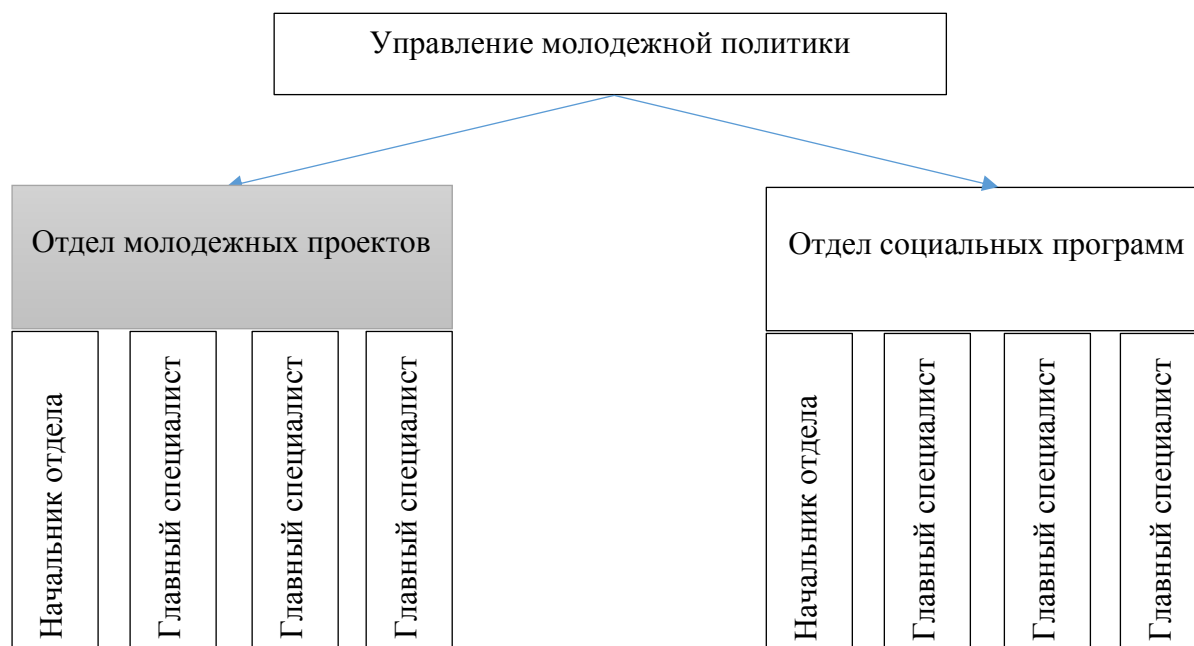 Управление молодежной политики
Отдел молодежных проектов
Отдел социальных программ
Начальник отдела
Главный специалист
Главный специалист
Главный специалист
Начальник отдела
Главный специалист
Главный специалист
Главный специалист